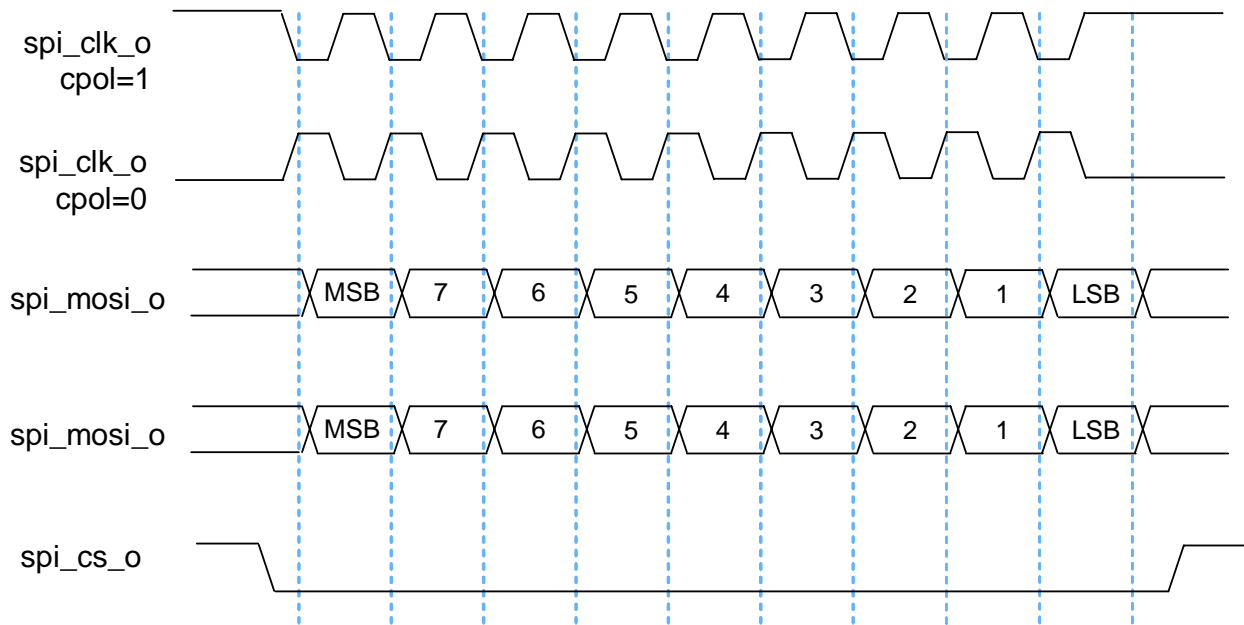 spi_clk_o
cpol=1
spi_clk_o
cpol=0
spi_mosi_o MSB 7 6 5 4 3 2 1 LSB
spi_mosi_o MSB 7 6 5 4 3 2 1 LSB
spi_cs_o